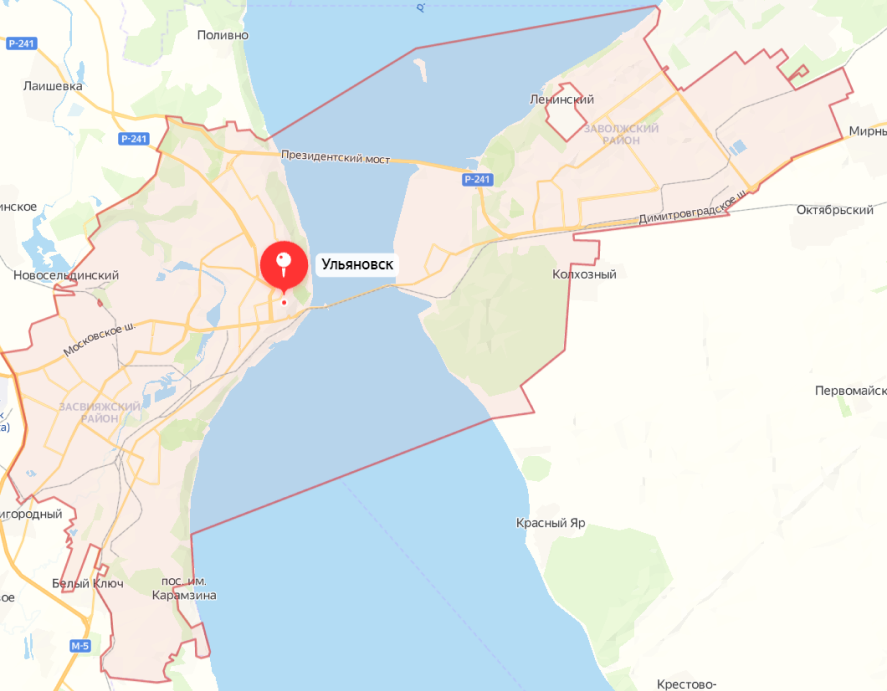 Р-241
Поливно
Лаишевка
Ленинский
ЗАВОЛЖСКИЙ
РАЙОН
Р-241
Мирны
Президентский мост
Р-241
Димитровградское ш.
инское
Октябрьский
Ульяновск
Новосельдинский
Колхозный
Московское ш.
Первомайск
ЗАСВИЯЖСКИЙ
РАЙОН
к
а)
игородный
Красный Яр
Белый Ключ
пос. им.
Карамзина
вое
М-5
Крестово-